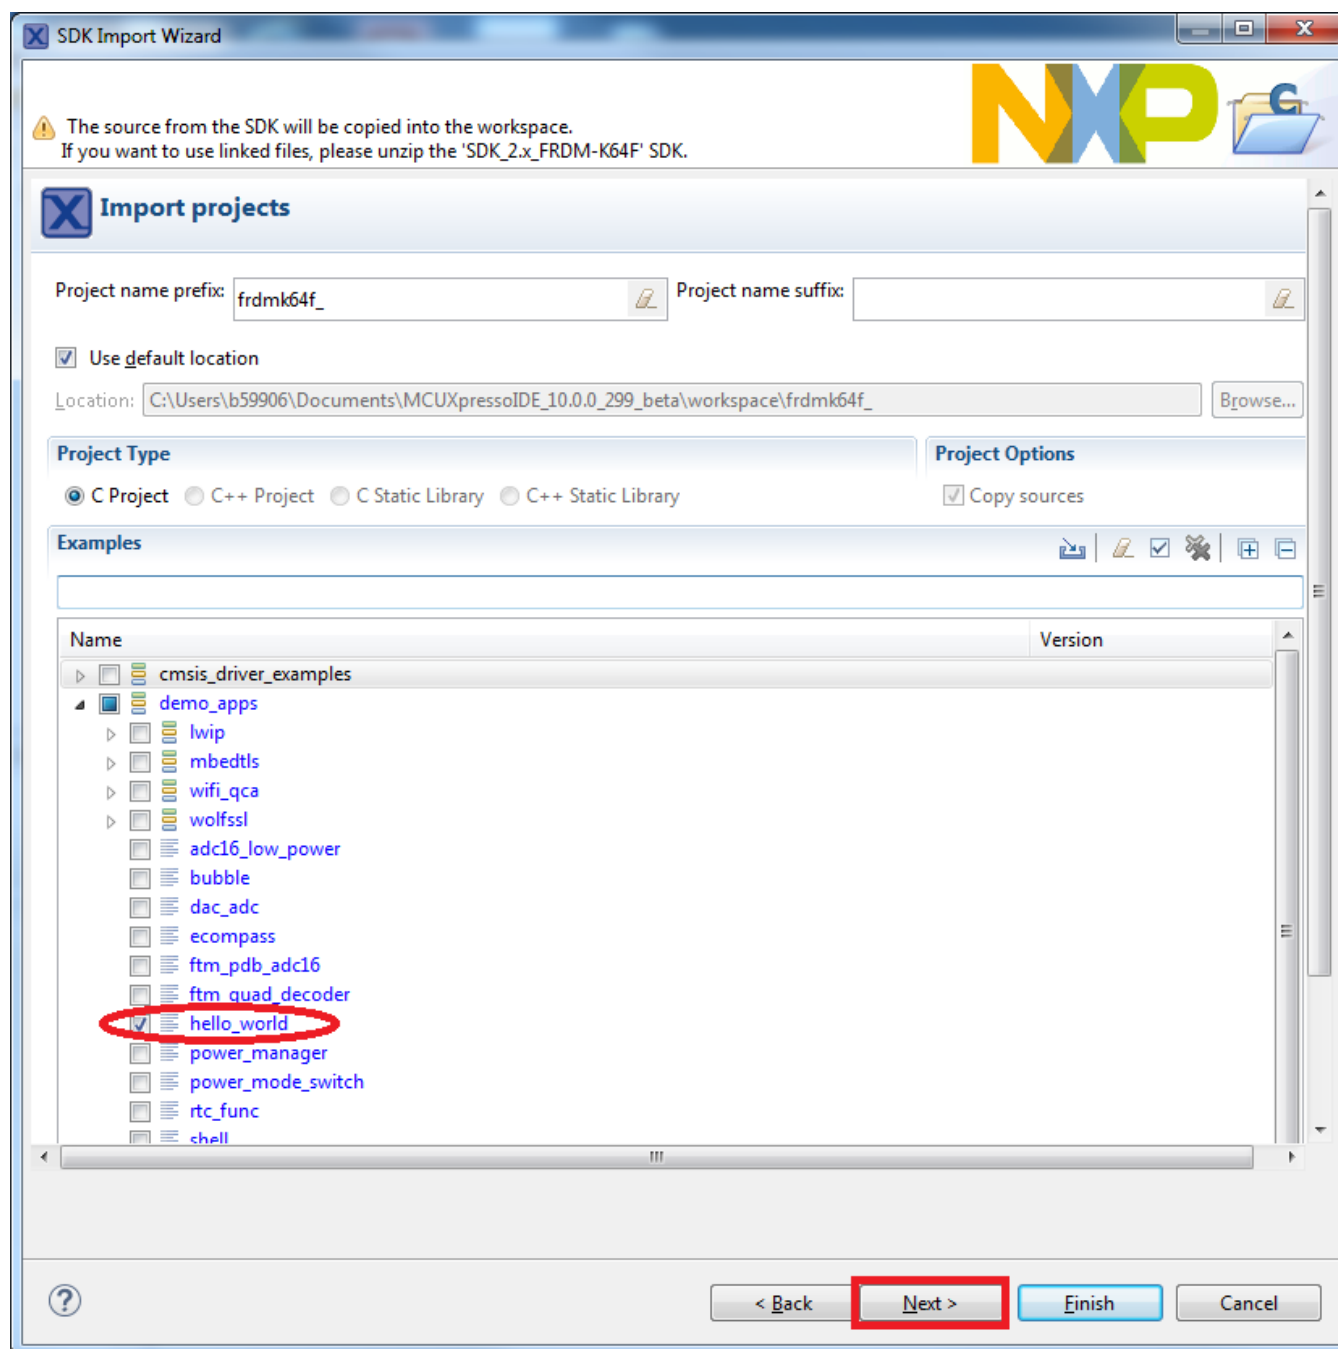 SDK Import Wizard
The source from the SDK will be copied into the workspace.
If you want to use linked files, please unzip the 'SDK_2.x_FRDM-K64F' SDK.
NXP
C
X Import projects
Project name prefix: frdmk64f_ Project name suffix:
Use default location
Location: C:\Users\b59906\Documents\MCUXpressoIDE_10.0.0_299_beta\workspace\frdmk64f_ Browse...
Project Type Project Options
C Project C++ Project C Static Library C++ Static Library Copy sources
Examples
Name Version
cmsis_driver_examples
demo_apps
lwip
mbedtls
wifi_qca
wolfssl
adc16_low_power
bubble
dac_adc
ecompass
ftm_pdb_adc16
ftm_quad_decoder
hello_world
power_manager
power_mode_switch
rtc_func
shell
? < Back Next > Finish Cancel